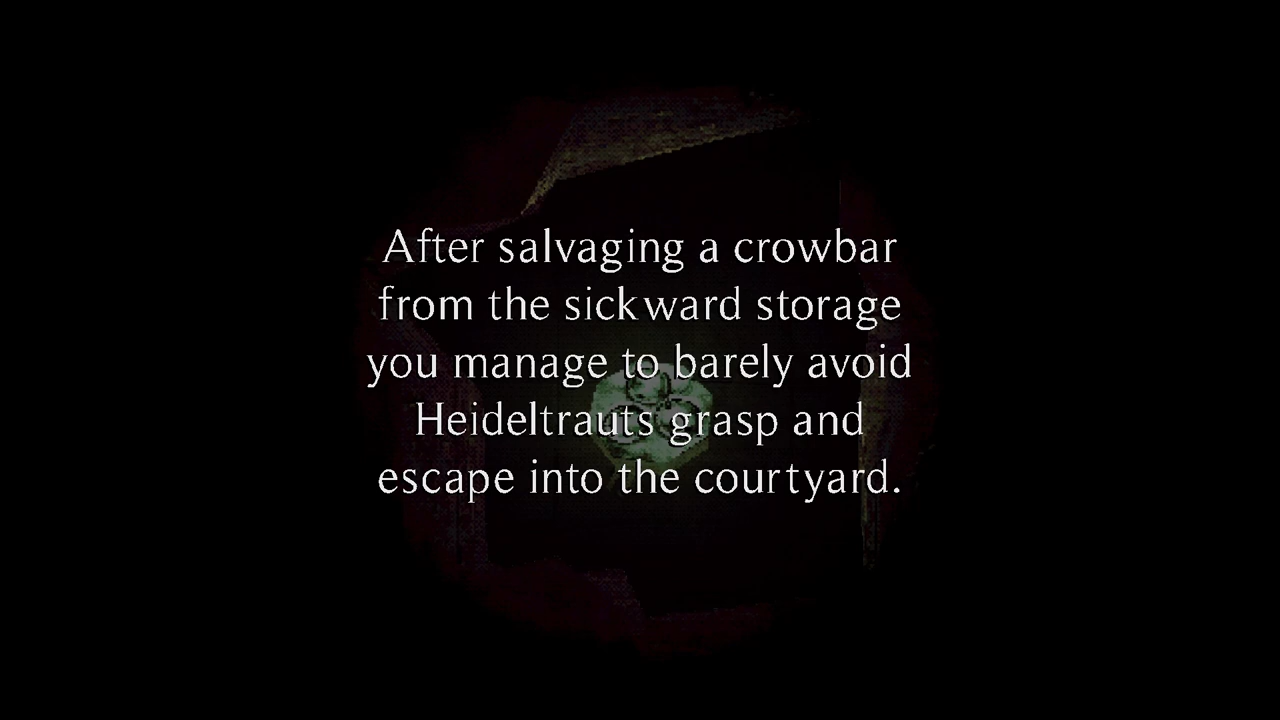 After salvaging a crowbar
from the sickward storage
you manage to barely avoid
Heideltrauts grasp and
escape into the courtyard.